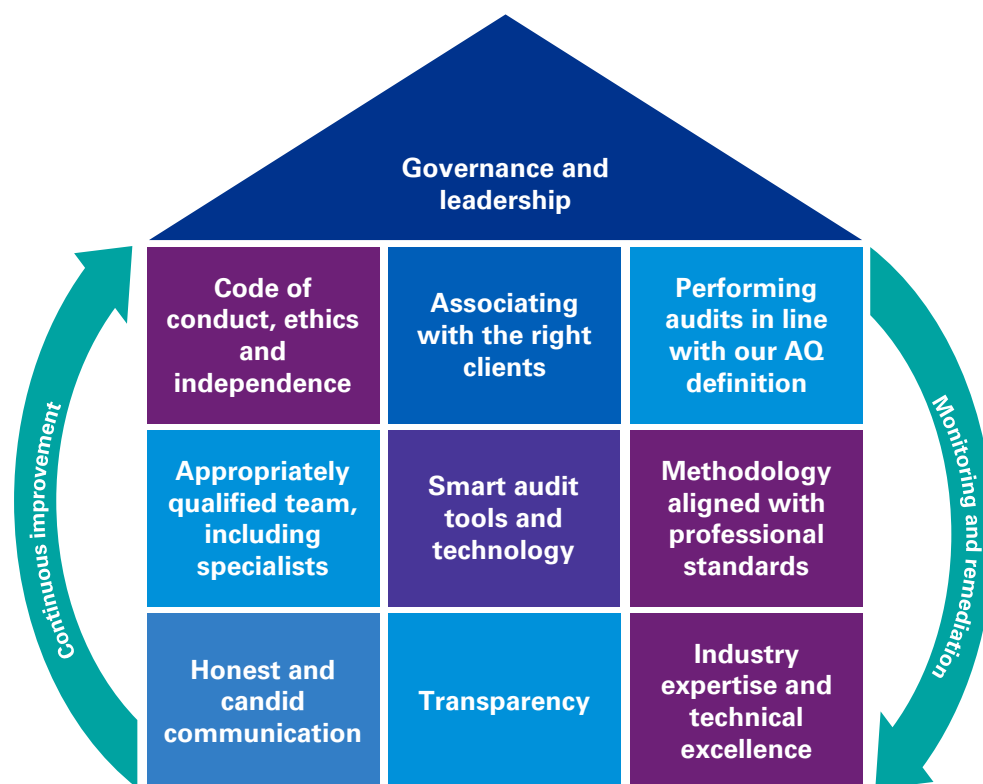 Governance and
leadership
Code of
conduct, ethics
and
independence
Associating
with the right
clients
Performing
audits in line
with our AQ
definition
Appropriately
qualified team,
including
specialists
Smart audit
tools and
technology
Methodology
aligned with
professional
standards
Honest and
candid
communication
Transparency
Industry
expertise and
technical
excellence
Continuous improvement
Monitoring and remediation